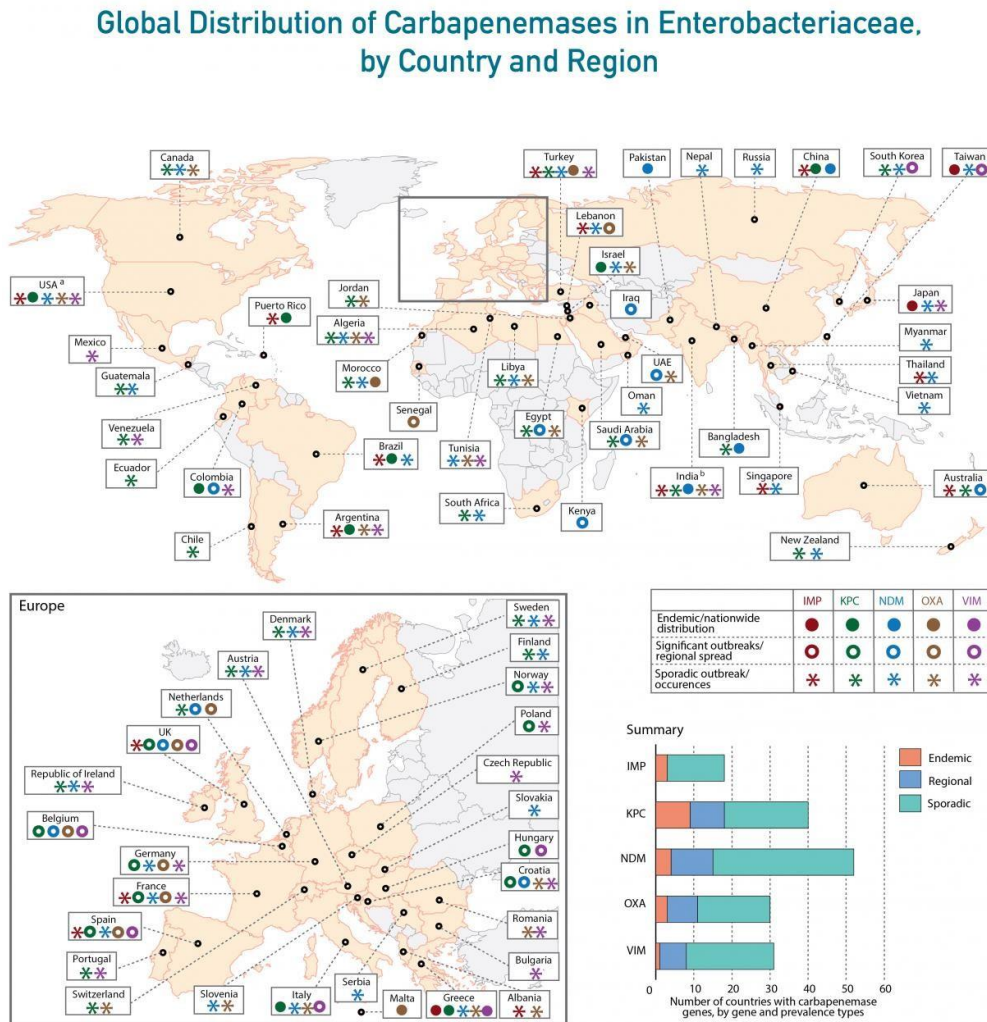 Global Distribution of Carbapenemases in Enterobacteriaceae,
by Country and Region
Canada
Turkey
Pakistan
Nepal
Russia
China
South Korea
Taiwan
Lebanon
Israel
USA a
Jordan
Iraq
Puerto Rico
Japan
Algeria
Mexico
Myanmar
Morocco
Libya
UAE
Thailand
Guatemala
Oman
Senegal
Vietnam
Venezuela
Egypt
Saudi Arabia
Bangladesh
Ecuador
Brazil
Tunisia
Colombia
India b
Singapore
Australia
South Africa
Kenya
Argentina
Chile
New Zealand
Europe
Denmark
Sweden
Austria
Finland
Netherlands
Norway
UK
Poland
Republic of Ireland
Czech Republic
Slovakia
Belgium
Hungary
Germany
Croatia
France
Romania
Spain
Bulgaria
Portugal
Serbia
Switzerland
Slovenia
Italy
Malta
Greece
Albania
IMP KPC NDM OXA VIM
Endemic/nationwide
distribution
Significant outbreaks/
regional spread
Sporadic outbreak/
occurences
Summary
IMP
KPC
NDM
OXA
VIM
Endemic
Regional
Sporadic
0 10 20 30 40 50 60
Number of countries with carbapenemase
genes, by gene and prevalence types